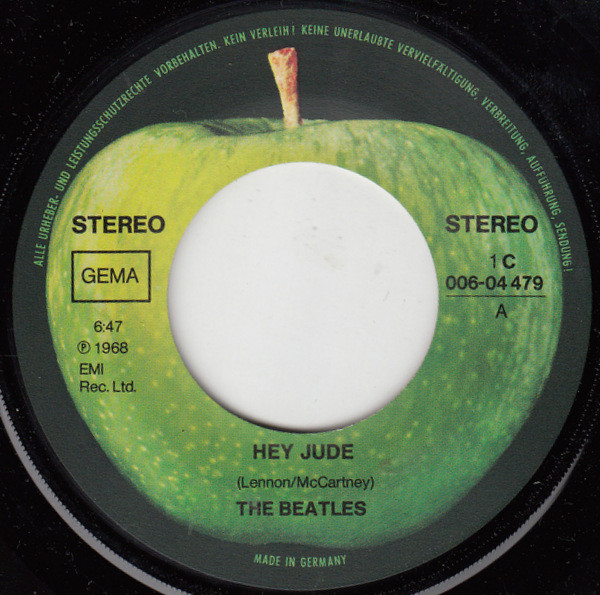 ALLE URHEBER- UND LEISTUNGSSCHUTZRECHTE VORBEHALTEN. KEIN VERLEIH! KEINE UNERLAUBTE VERVIELFÄLTIGUNG, VERBREITUNG, AUFFÜHRUNG, SENDUNG!
STEREO
STEREO
GEMA
1 C
006-04 479
A
6:47
℗ 1968
EMI
Rec. Ltd.
HEY JUDE
(Lennon/McCartney)
THE BEATLES
MADE IN GERMANY